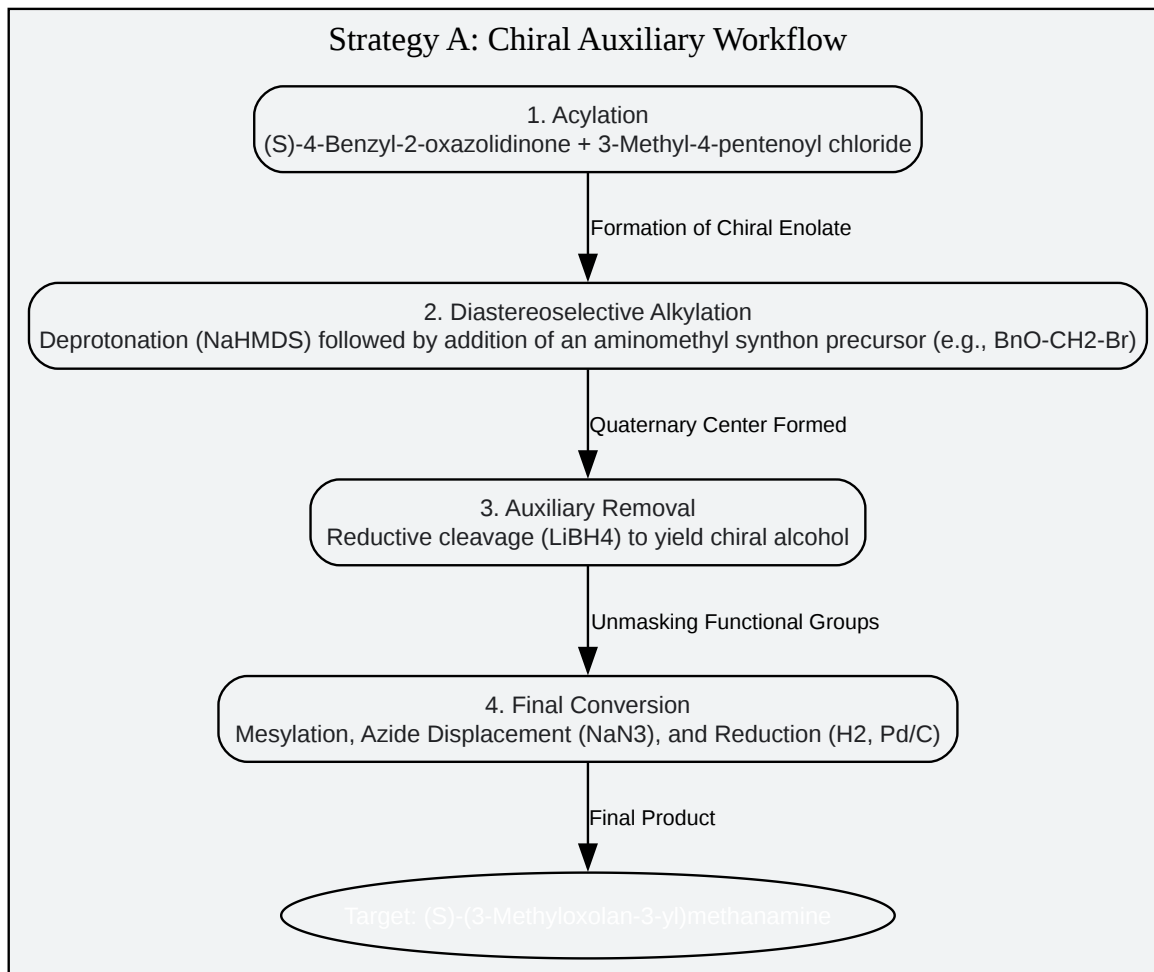 Strategy A: Chiral Auxiliary Workflow
1. Acylation
(S)-4-Benzyl-2-oxazolidinone + 3-Methyl-4-pentenoyl chloride
Formation of Chiral Enolate
2. Diastereoselective Alkylation
Deprotonation (NaHMDS) followed by addition of an aminomethyl synthon precursor (e.g., BnO-CH2-Br)
Quaternary Center Formed
3. Auxiliary Removal
Reductive cleavage (LiBH4) to yield chiral alcohol
Unmasking Functional Groups
4. Final Conversion
Mesylation, Azide Displacement (NaN3), and Reduction (H2, Pd/C)
Final Product
Target: (S)-(3-Methyloxolan-3-yl)methanamine